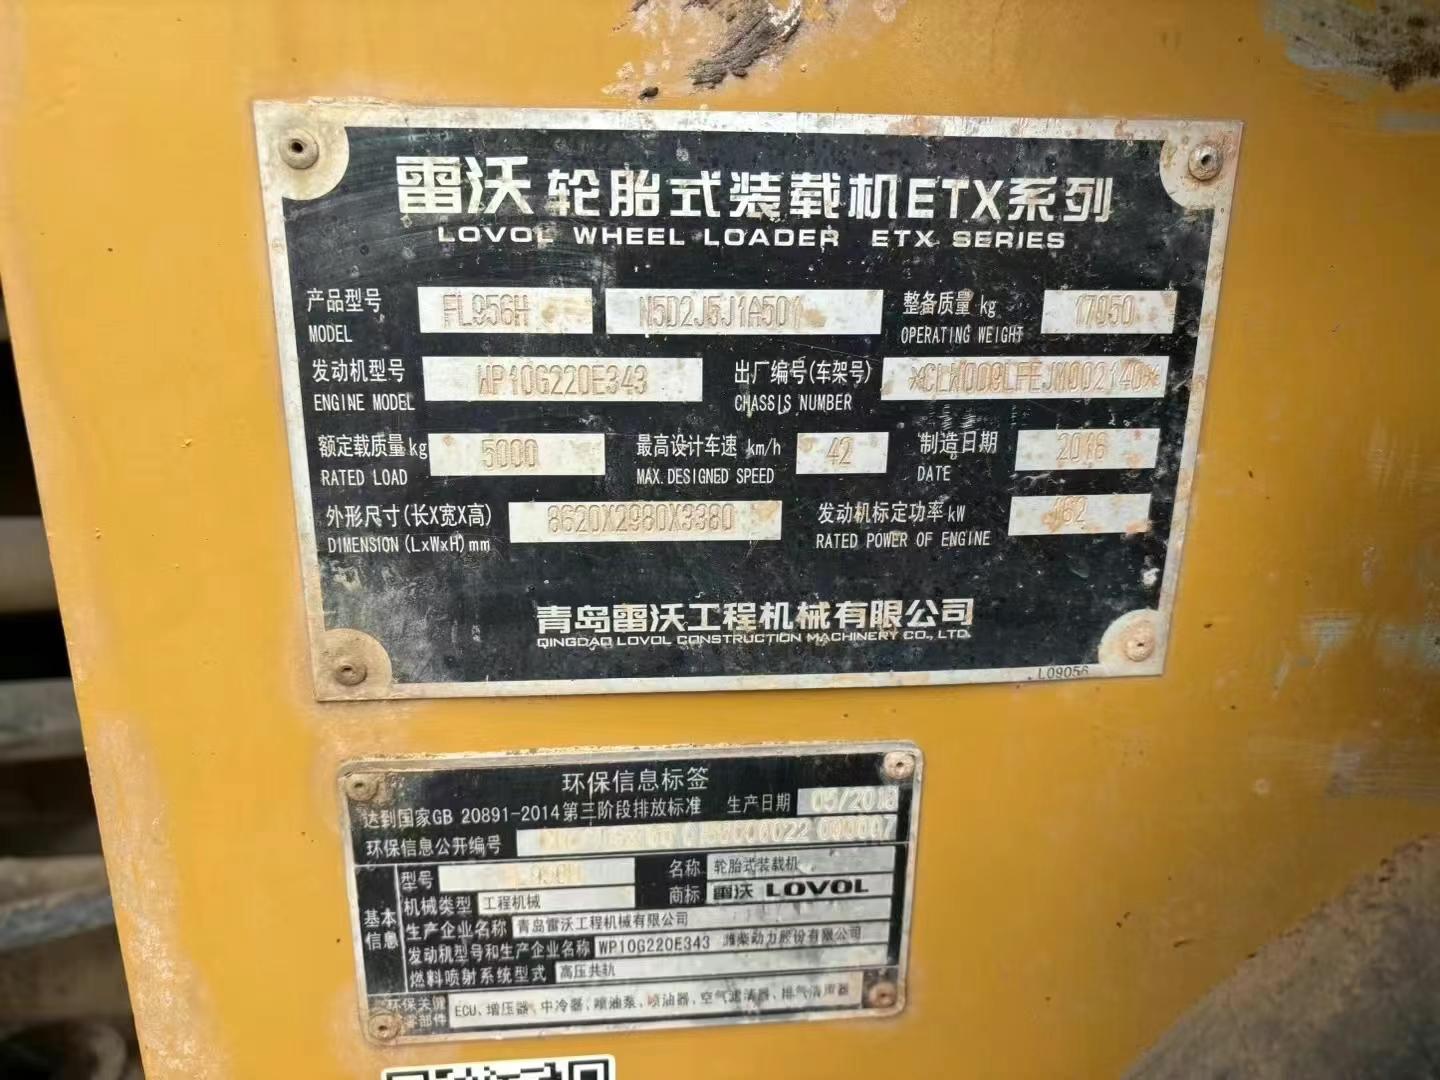 雷沃 轮胎式装载机ETX系列
LOVOL WHEEL LOADER ETX SERIES
产品型号 FL956H N5D2J5J1A501 整备质量 kg 17050
MODEL OPERATING WEIGHT
发动机型号 WP10G220E343 出厂编号(车架号)
ENGINE MODEL CHASSIS NUMBER
额定载质量kg 5000 最高设计车速 km/h 42 制造日期 2018
RATED LOAD MAX.DESIGNED SPEED DATE
外形尺寸(长X宽X高) 8620X2980X3380 发动机标定功率kW 162
DIMENSION(LxWxH)mm RATED POWER OF ENGINE
青岛雷沃工程机械有限公司
QINGDAO LOVOL CONSTRUCTION MACHINERY CO., LTD.
L09056
环保信息标签
达到国家GB 20891-2014第三阶段排放标准 生产日期 05/2018
环保信息公开编号
基本信息
型号 名称 轮胎式装载机
机械类型 工程机械 商标 雷沃 LOVOL
生产企业名称 青岛雷沃工程机械有限公司
发动机型号和生产企业名称 WP10G220E343 潍柴动力股份有限公司
燃料喷射系统型式 高压共轨
环保关键部件 ECU、增压器、中冷器、喷油泵、喷油器、空气滤清器、